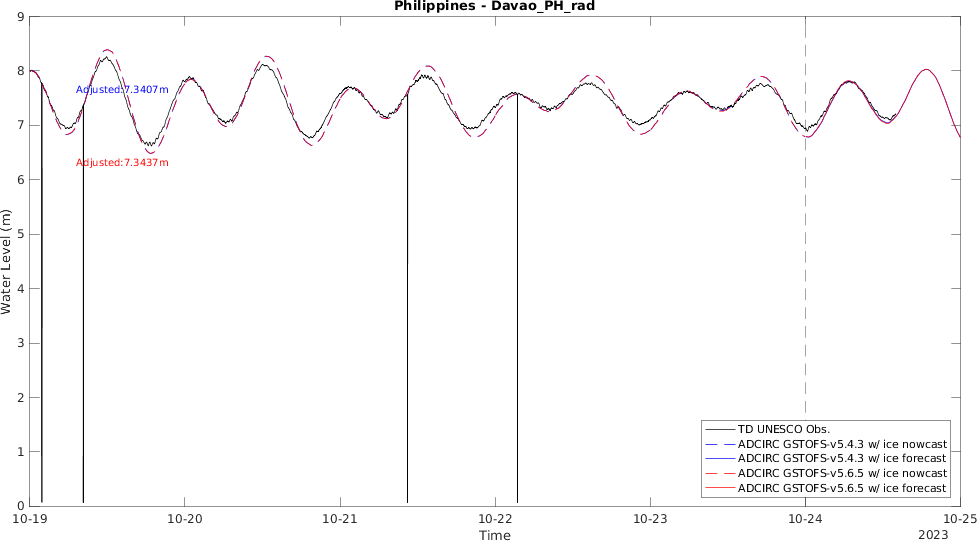 Philippines - Davao_PH_rad
9
8
7
6
5
4
3
2
1
0
Water Level (m)
Adjusted:7.3407m
Adjusted:7.3437m
TD UNESCO Obs.
ADCIRC GSTOFS-v5.4.3 w/ ice nowcast
ADCIRC GSTOFS-v5.4.3 w/ ice forecast
ADCIRC GSTOFS-v5.6.5 w/ ice nowcast
ADCIRC GSTOFS-v5.6.5 w/ ice forecast
10-19 10-20 10-21 10-22 10-23 10-24 10-25
Time
2023